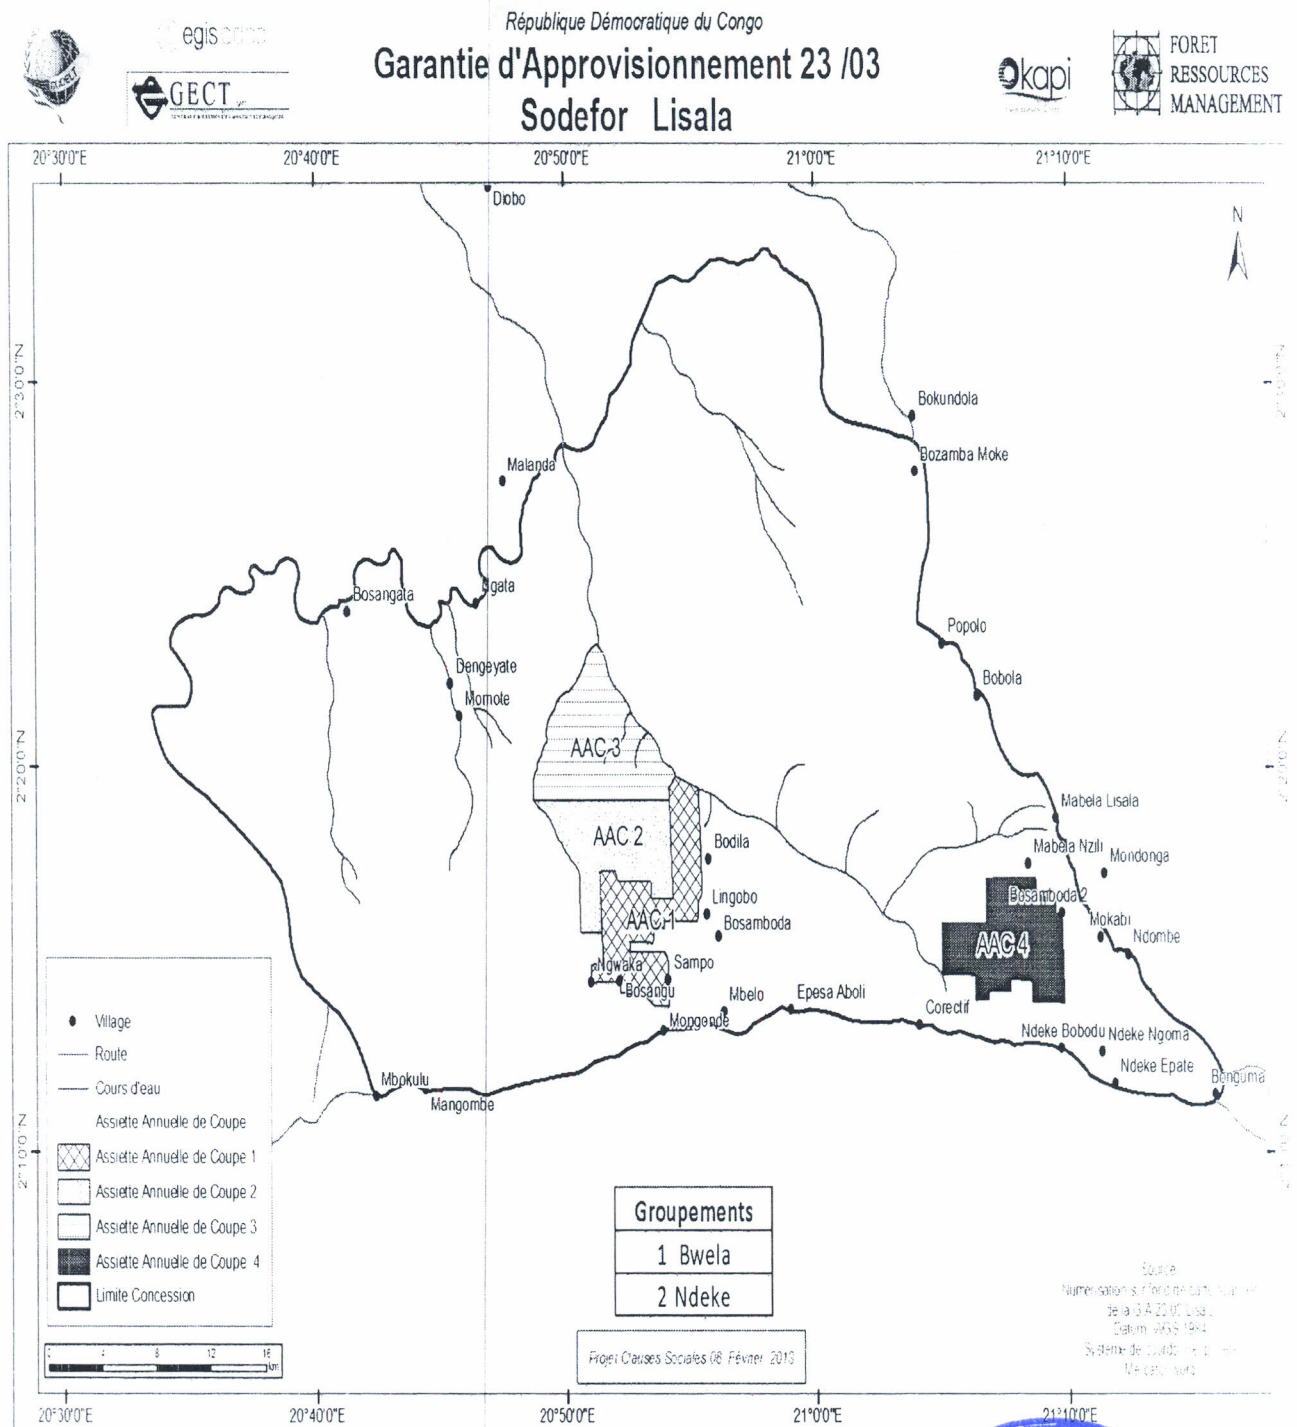 République Démocratique du Congo
Garantie d'Approvisionnement 23 /03
Sodefor Lisala
egis
GECT
Okapi
FORET
RESSOURCES
MANAGEMENT
20°30'0"E 20°40'0"E 20°50'0"E 21°0'0"E 21°10'0"E
Diobo
N
2°30'0"N
Bokundola
Bozamba Moke
Malanda
Bosangata
Ngata
Popolo
Dengeyate
Bobola
Momote
AAC 3
2°20'0"N
Mabela Lisala
AAC 2
Bodila
Mabela Nzili
Mondonga
Lingobo
Bosamboda 2
AAC 1
Bosamboda
Mokabi
Ndombe
AAC 4
Ngwaka
Sampo
Bosangu
Mbelo
Epesa Aboli
Corectif
Mongonde
Ndeke Bobodu
Ndeke Ngoma
Ndeke Epate
Bonguma
Mbokulu
Mangombe
2°10'0"N
Village
Route
Cours d'eau
Assiette Annuelle de Coupe
Assiette Annuelle de Coupe 1
Assiette Annuelle de Coupe 2
Assiette Annuelle de Coupe 3
Assiette Annuelle de Coupe 4
Limite Concession
4 8 12 16
km
Groupements
1 Bwela
2 Ndeke
Projet Clauses Sociales 06 Février 2013
Source
Datum WGS 1984
20°30'0"E 20°40'0"E 20°50'0"E 21°0'0"E 21°10'0"E